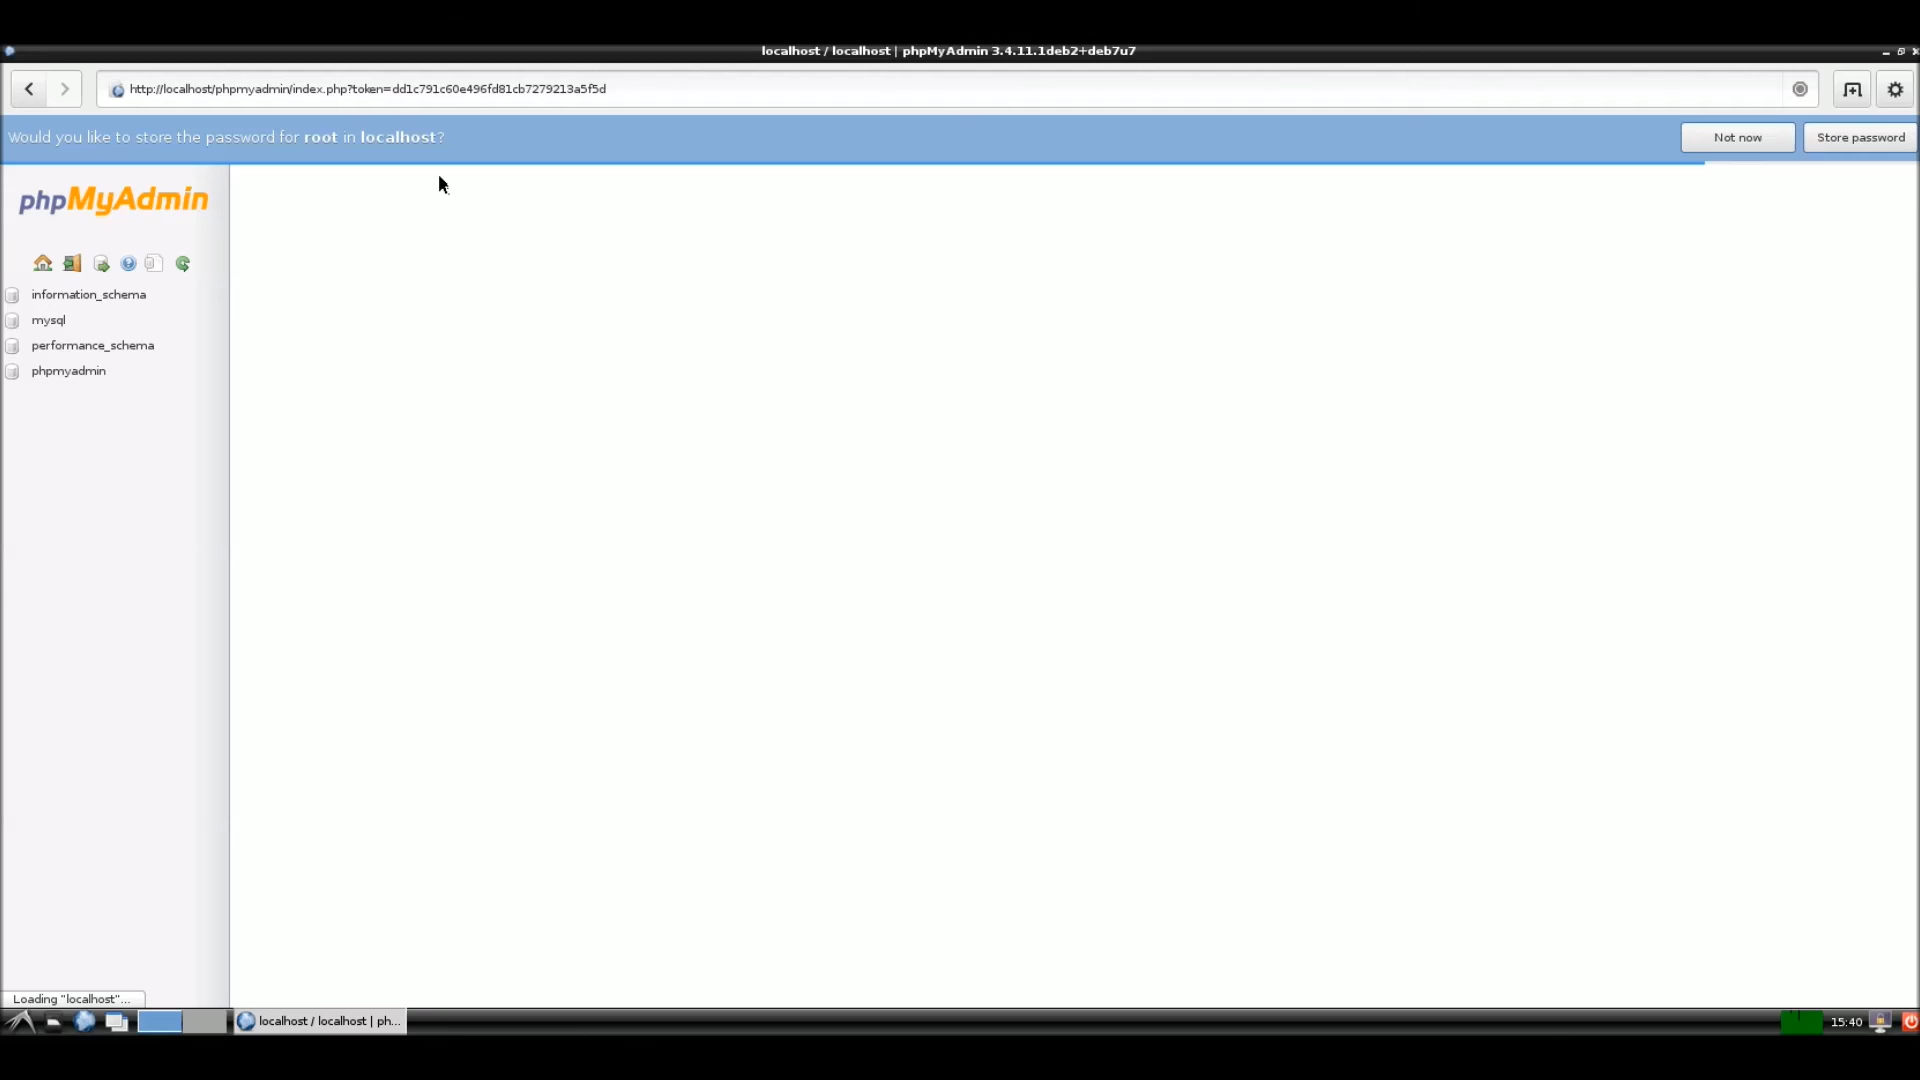 localhost / localhost | phpMyAdmin 3.4.11.1deb2+deb7u7
http://localhost/phpmyadmin/index.php?token=dd1c791c60e496fd81cb7279213a5f5d
Would you like to store the password for root in localhost?
Not now
Store password
phpMyAdmin
information_schema
mysql
performance_schema
phpmyadmin
Loading "localhost"...
localhost / localhost | ph...
15:40